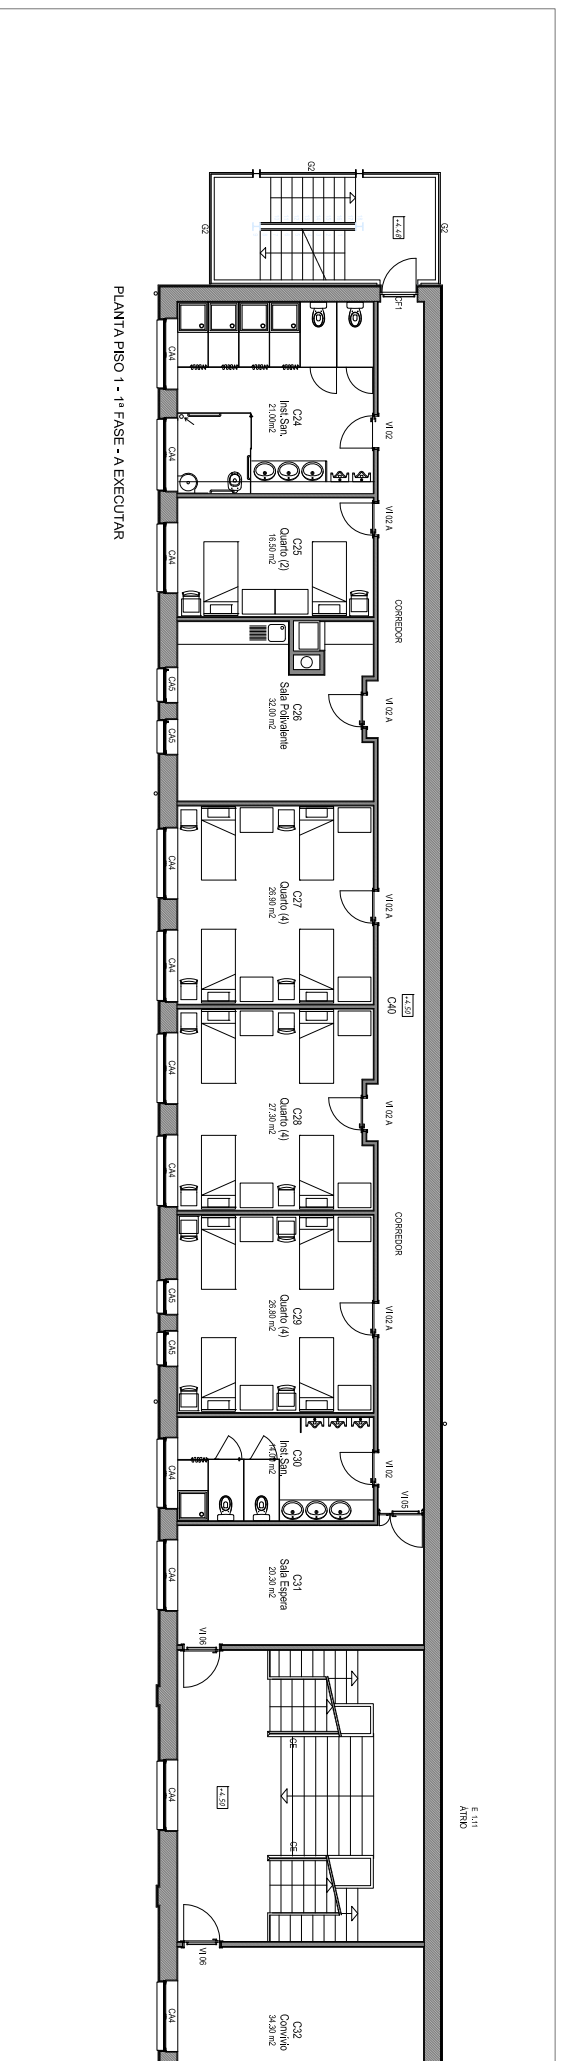 PLANTA PISO 1 - 1ª FASE - A EXECUTAR
G2
G2
G2
+4.46
CF1
CA4
C24
Inst.San.
21.00m2
VI 02
CA4
VI 02 A
CA4
C25
Quarto (2)
16.50 m2
CORREDOR
CA5
C26
Sala Polivalente
32.00 m2
VI 02 A
CA5
CA4
C27
Quarto (4)
26.90 m2
VI 02 A
CA4
C40
+4.50
CA4
C28
Quarto (4)
27.30 m2
VI 02 A
CA4
CORREDOR
CA5
C29
Quarto (4)
26.80 m2
VI 02 A
CA5
CA4
C30
Inst.San.
VI 02
VI 05
CA4
C31
Sala Espera
20.30 m2
VI 06
CE
CA4
+4.50
E 1.11
ÁTRIO
CE
VI 06
CA4
C32
Convívio
34.30 m2